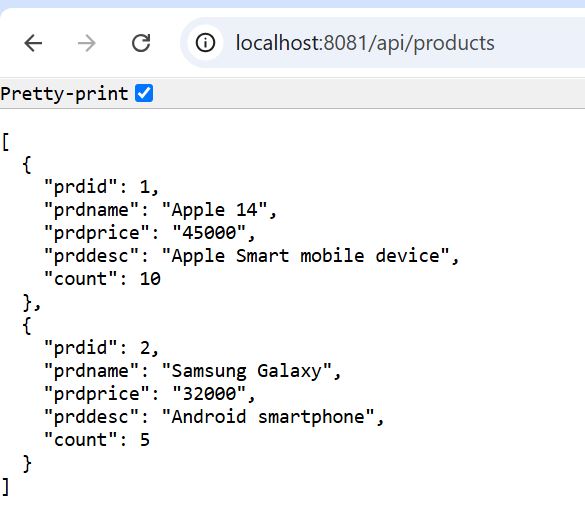 localhost:8081/api/products
Pretty-print
[
  {
    "prdid": 1,
    "prdname": "Apple 14",
    "prdprice": "45000",
    "prddesc": "Apple Smart mobile device",
    "count": 10
  },
  {
    "prdid": 2,
    "prdname": "Samsung Galaxy",
    "prdprice": "32000",
    "prddesc": "Android smartphone",
    "count": 5
  }
]